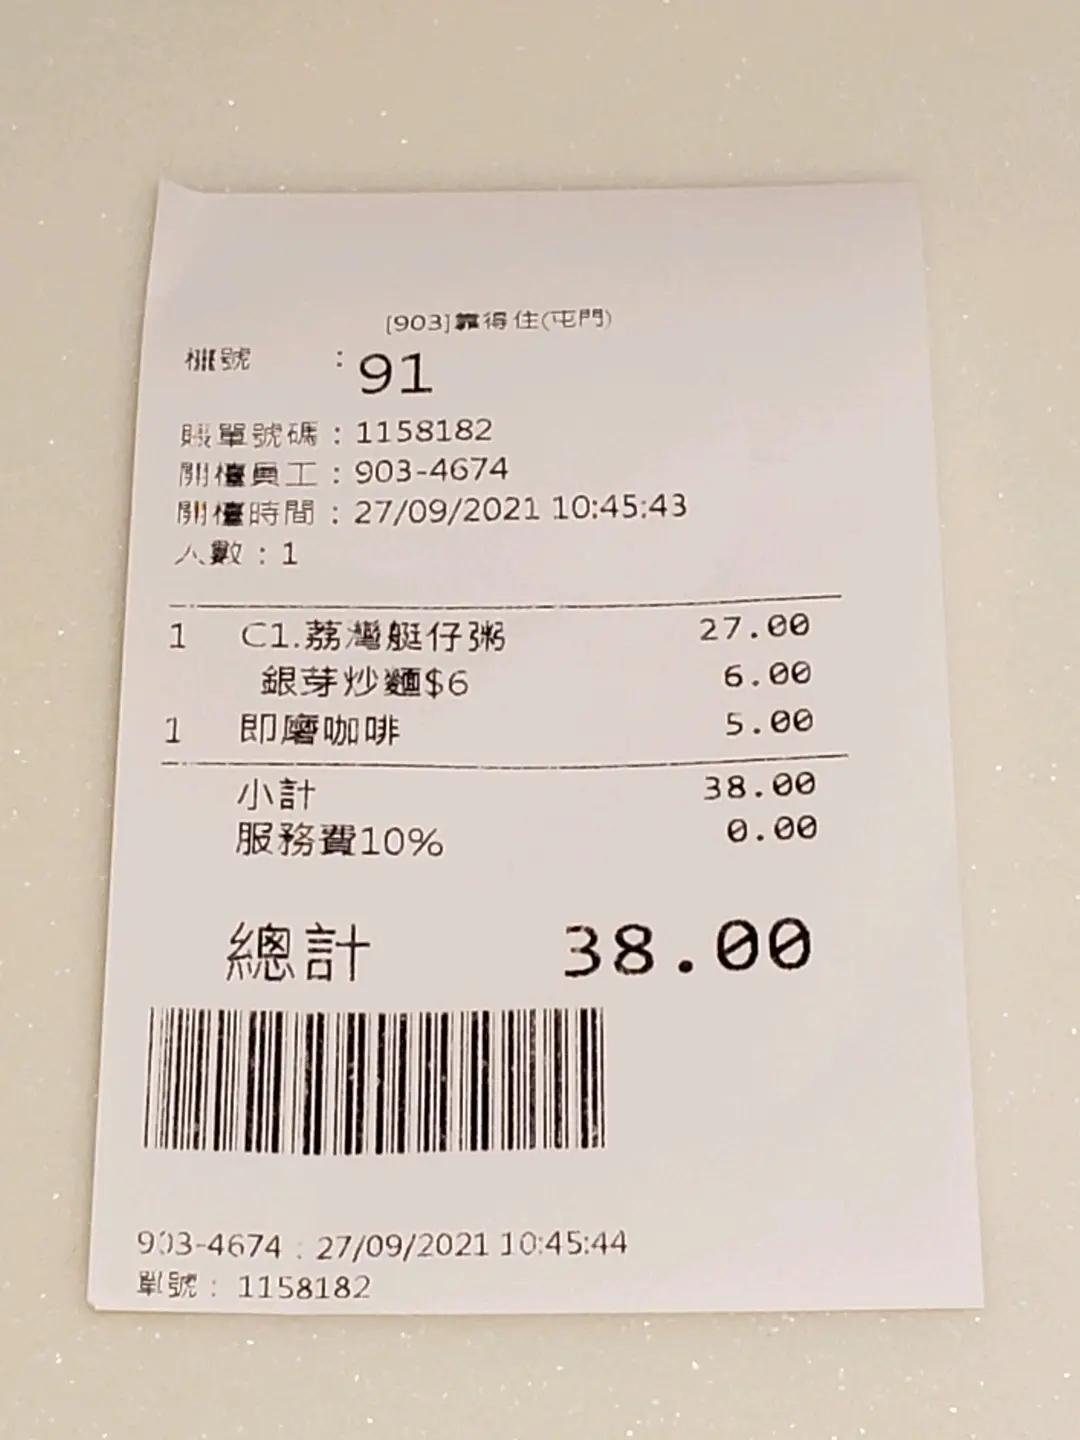 [903]靠得住(屯門)
檯號 : 91
賬單號碼 : 1158182
開檯員工 : 903-4674
開檯時間 : 27/09/2021 10:45:43
人數 : 1
1 C1.荔灣艇仔粥 27.00
銀芽炒麵$6 6.00
1 即磨咖啡 5.00
小計 38.00
服務費10% 0.00
總計 38.00
903-4674 : 27/09/2021 10:45:44
單號 : 1158182